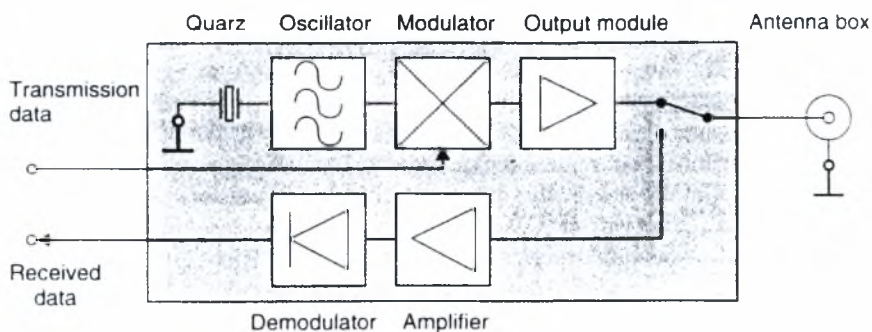 Quarz Oscillator Modulator Output module Antenna box
Transmission
data
Received
data
Demodulator Amplifier